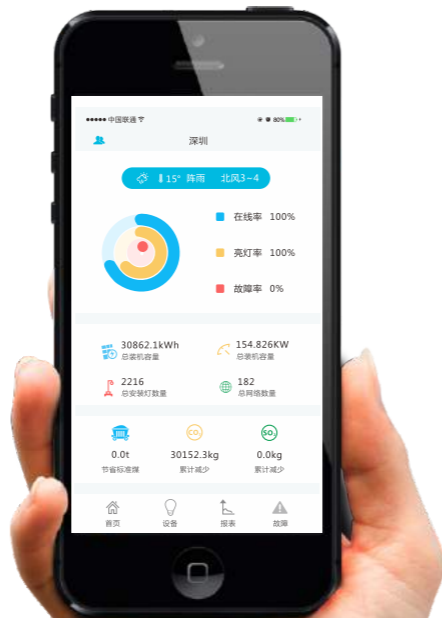 中国联通
80%
深圳
15° 阵雨 北风3~4
在线率 100%
亮灯率 100%
故障率 0%
30862.1kWh
总装机容量
154.826KW
总装机容量
2216
总安装灯数量
182
总网络数量
CO₂
SO₂
0.0t
30152.3kg
0.0kg
节省标准煤
累计减少
累计减少
首页
设备
报表
故障